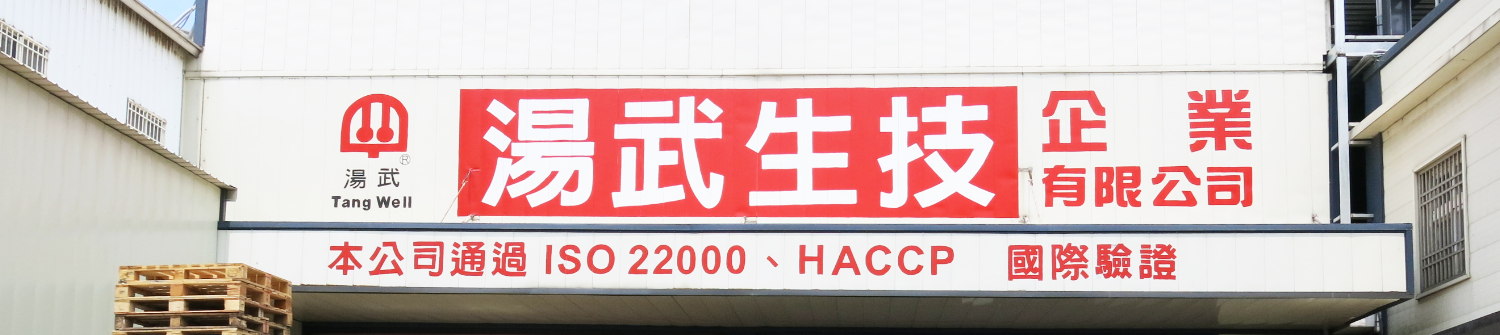 湯武
Tang Well
湯武生技
企業
有限公司
本公司通過 ISO 22000、HACCP 國際驗證